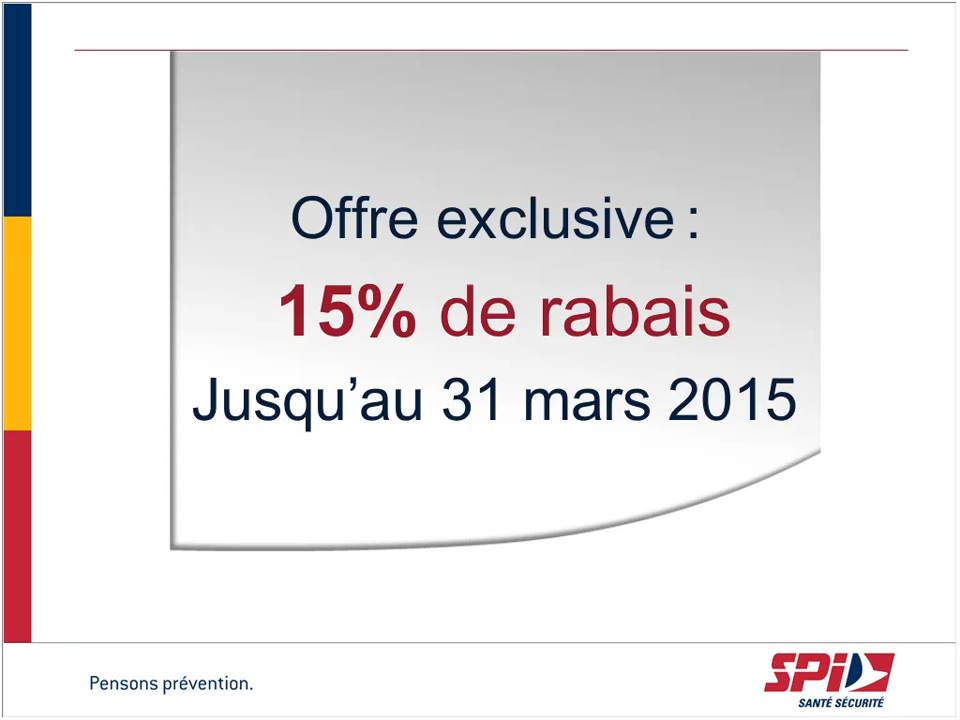 Offre exclusive :
15% de rabais
Jusqu’au 31 mars 2015
Pensons prévention.
SPI
SANTÉ SÉCURITÉ